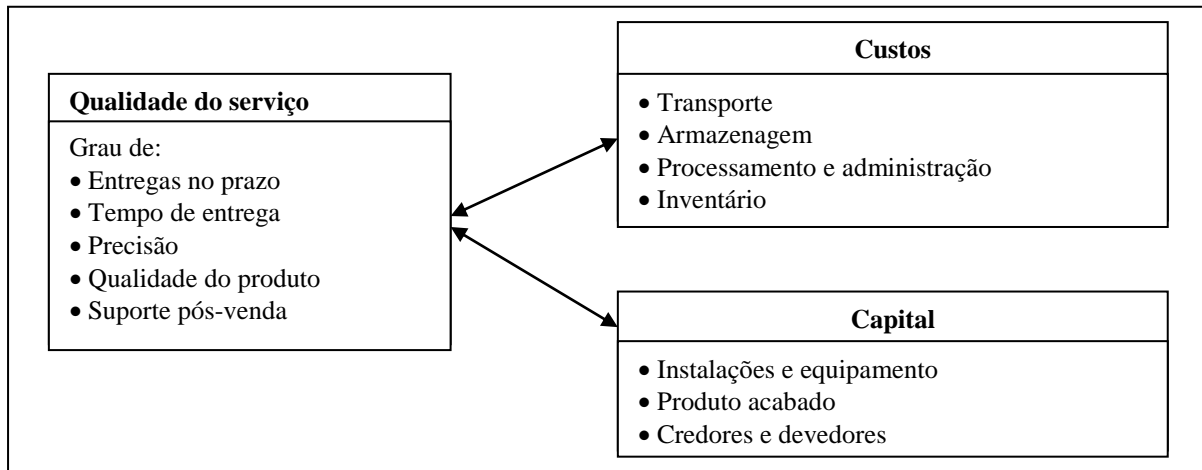 Qualidade do serviço
Grau de:
• Entregas no prazo
• Tempo de entrega
• Precisão
• Qualidade do produto
• Suporte pós-venda
Custos
• Transporte
• Armazenagem
• Processamento e administração
• Inventário
Capital
• Instalações e equipamento
• Produto acabado
• Credores e devedores